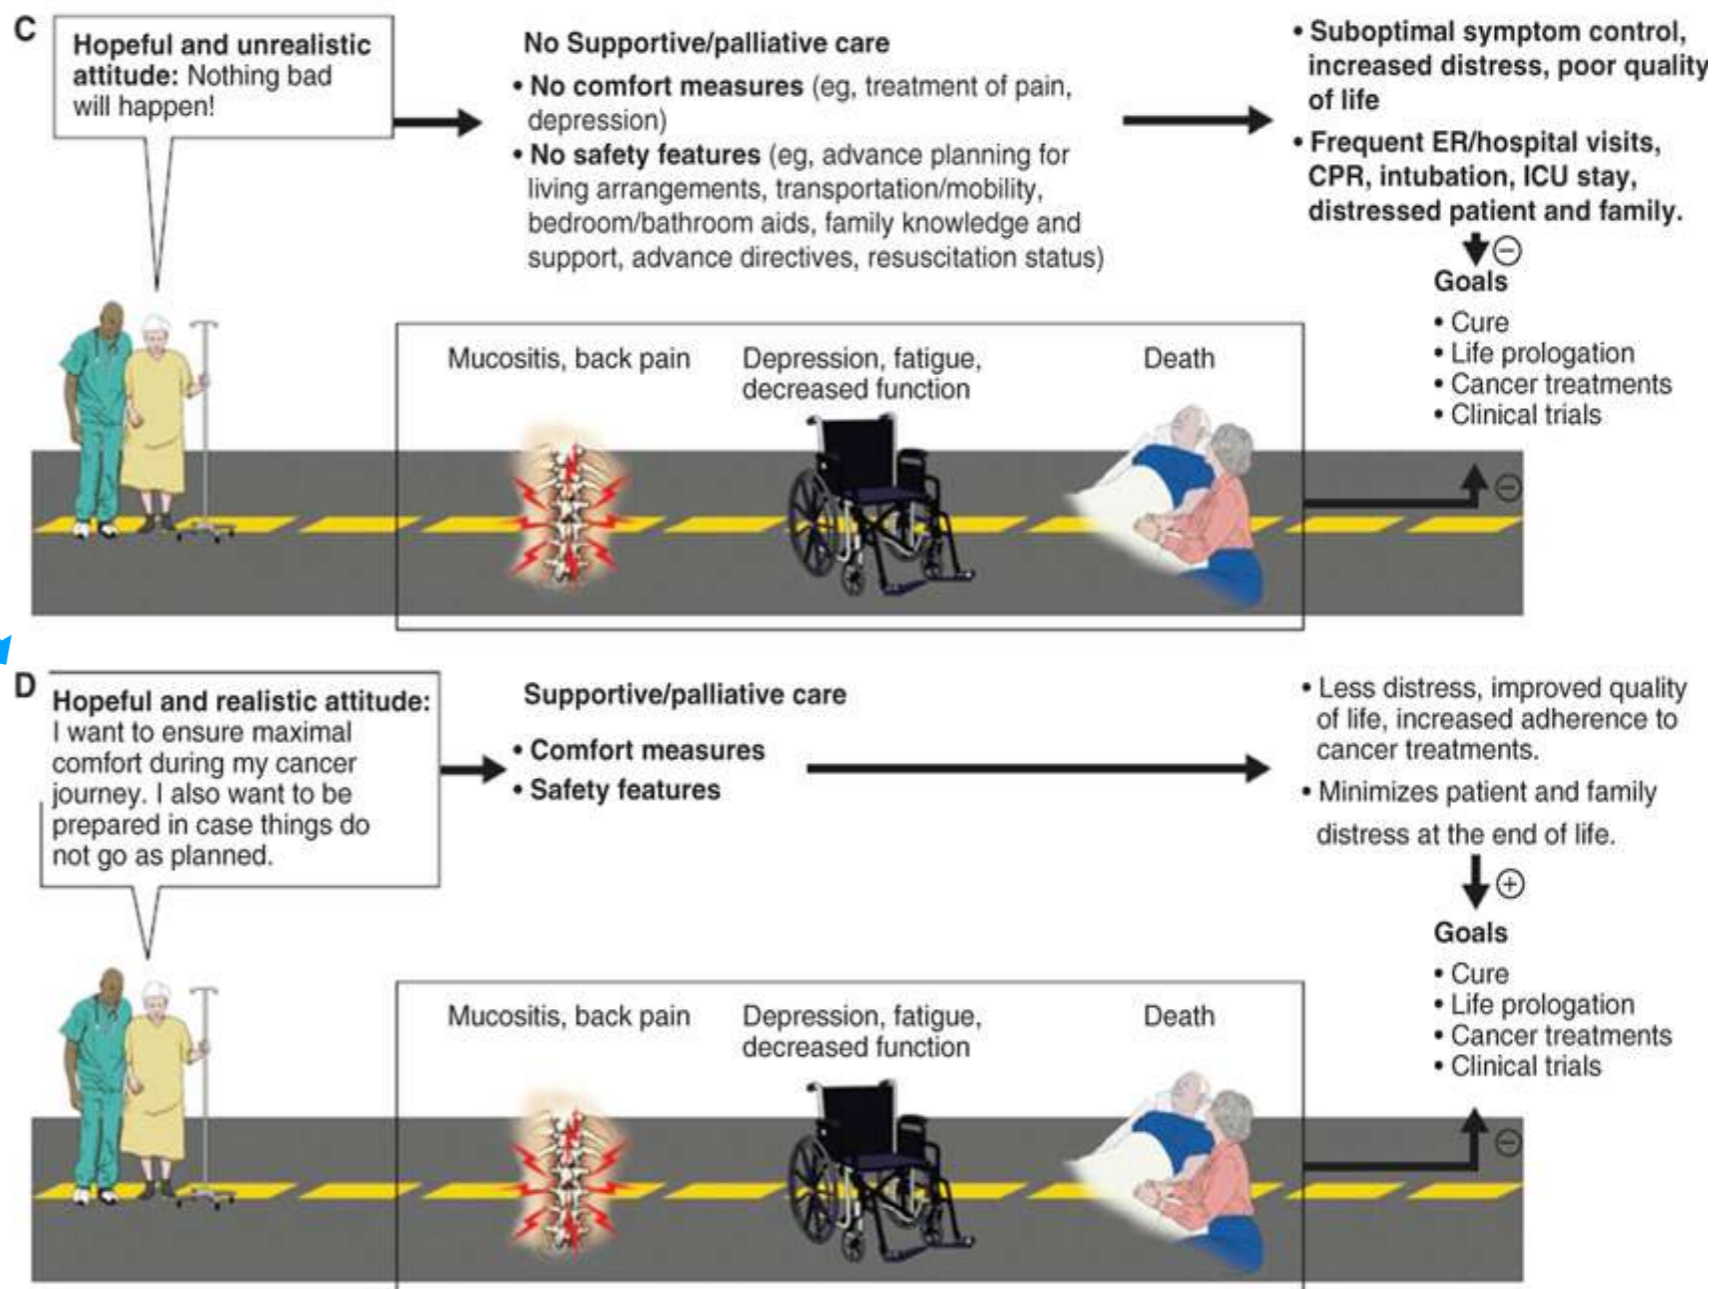 C
Hopeful and unrealistic
attitude: Nothing bad
will happen!
No Supportive/palliative care
• No comfort measures (eg, treatment of pain,
depression)
• No safety features (eg, advance planning for
living arrangements, transportation/mobility,
bedroom/bathroom aids, family knowledge and
support, advance directives, resuscitation status)
• Suboptimal symptom control,
increased distress, poor quality
of life
• Frequent ER/hospital visits,
CPR, intubation, ICU stay,
distressed patient and family.
−
Goals
• Cure
• Life prologation
• Cancer treatments
• Clinical trials
Mucositis, back pain
Depression, fatigue,
decreased function
Death
−
D
Hopeful and realistic attitude:
I want to ensure maximal
comfort during my cancer
journey. I also want to be
prepared in case things do
not go as planned.
Supportive/palliative care
• Comfort measures
• Safety features
• Less distress, improved quality
of life, increased adherence to
cancer treatments.
• Minimizes patient and family
distress at the end of life.
+
Goals
• Cure
• Life prologation
• Cancer treatments
• Clinical trials
Mucositis, back pain
Depression, fatigue,
decreased function
Death
−